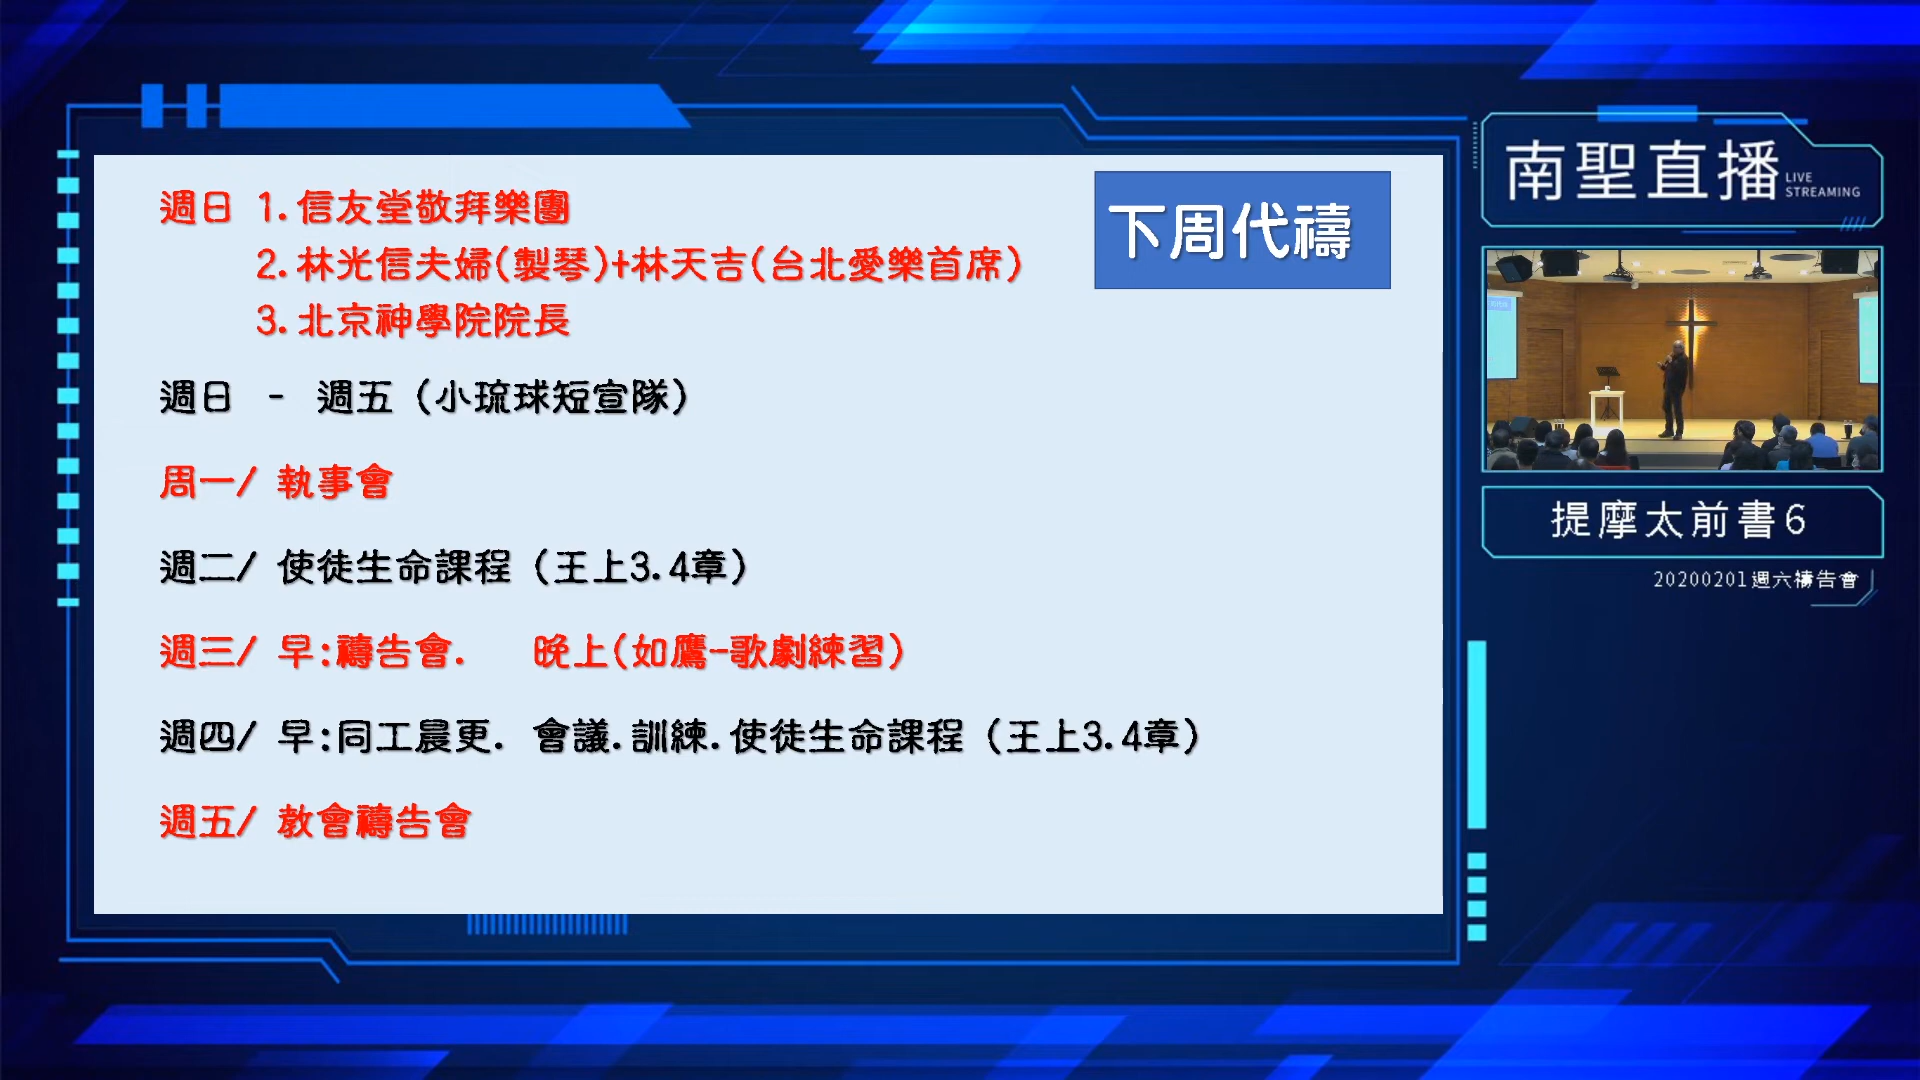 下周代禱
週日 1.信友堂敬拜樂團
2.林光信夫婦(製琴)+林天吉(台北愛樂首席)
3.北京神學院院長
週日 - 週五 (小琉球短宣隊)
周一/ 執事會
週二/ 使徒生命課程 (王上3.4章)
週三/ 早:禱告會. 晚上(如鷹-歌劇練習)
週四/ 早:同工晨更. 會議.訓練.使徒生命課程 (王上3.4章)
週五/ 教會禱告會
南聖直播
LIVE
STREAMING
提摩太前書6
20200201週六禱告會